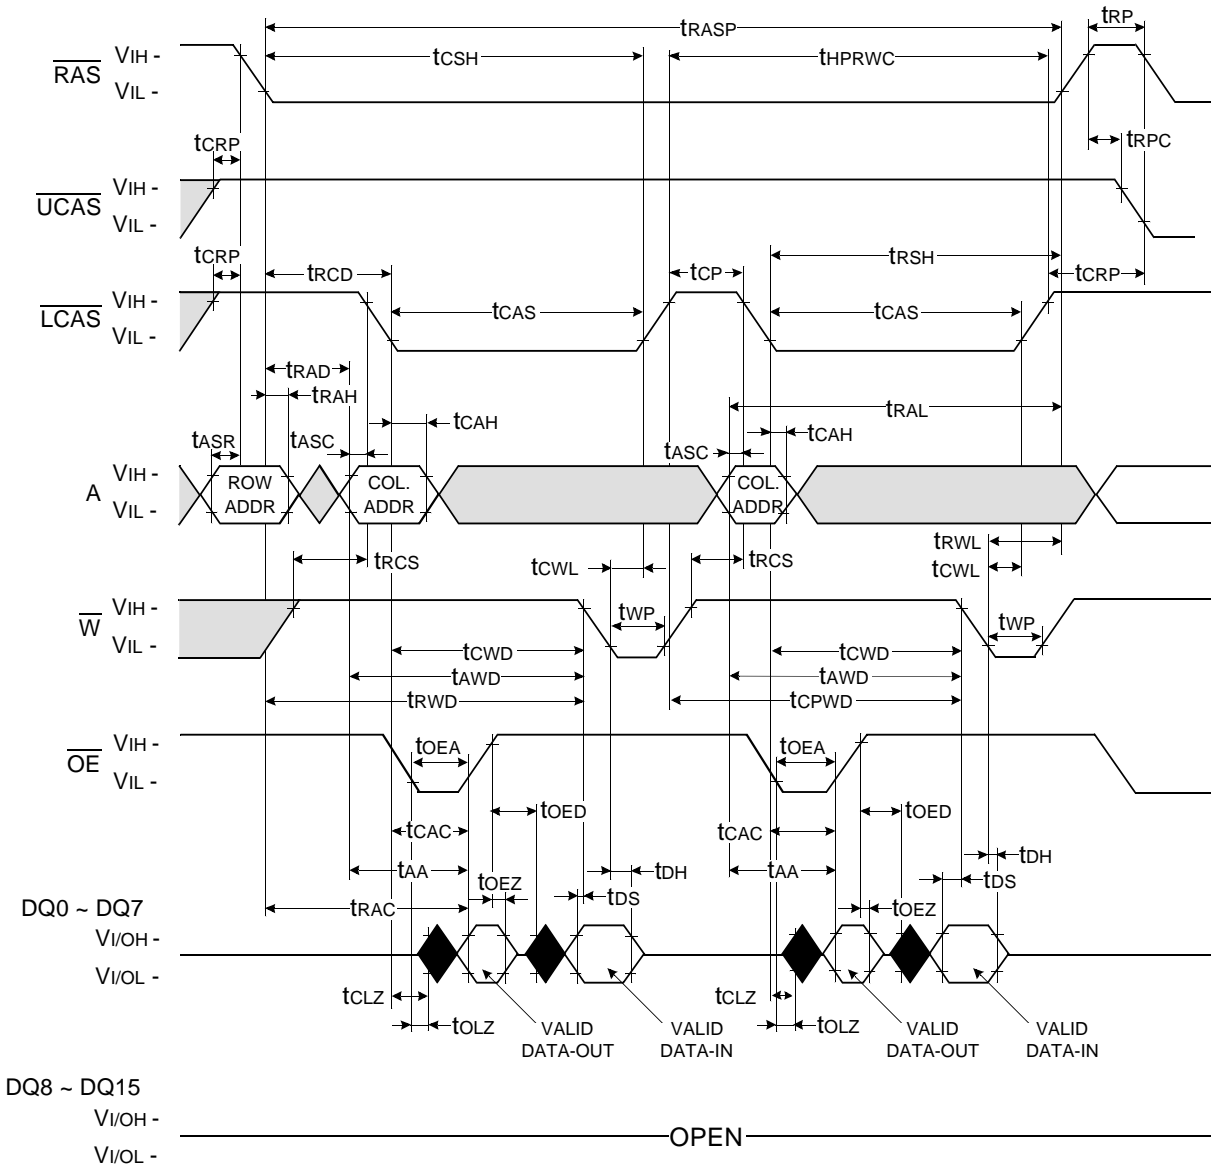 tRASP
tRP
VIH -
tCSH
tHPRWC
RAS
VIL -
tCRP
tRPC
VIH -
UCAS
VIL -
tCRP
tRCD
tCP
tRSH
tCRP
VIH -
LCAS
tCAS
tCAS
VIL -
tRAD
tRAH
tCAH
tRAL
tASR
tASC
tASC
tCAH
VIH -
A
ROW
ADDR
COL.
ADDR
COL.
ADDR
VIL -
tRWL
tRCS
tCWL
tRCS
tCWL
VIH -
W
tWP
tWP
VIL -
tCWD
tCWD
tAWD
tAWD
tRWD
tCPWD
VIH -
OE
tOEA
tOEA
VIL -
tOED
tOED
tCAC
tCAC
tAA
tDH
tAA
tDH
tOEZ
tDS
tDS
DQ0 ~ DQ7
tRAC
tOEZ
VI/OH -
VI/OL -
tCLZ
tCLZ
tOLZ
tOLZ
VALID
DATA-OUT
VALID
DATA-IN
VALID
DATA-OUT
VALID
DATA-IN
DQ8 ~ DQ15
VI/OH -
OPEN
VI/OL -